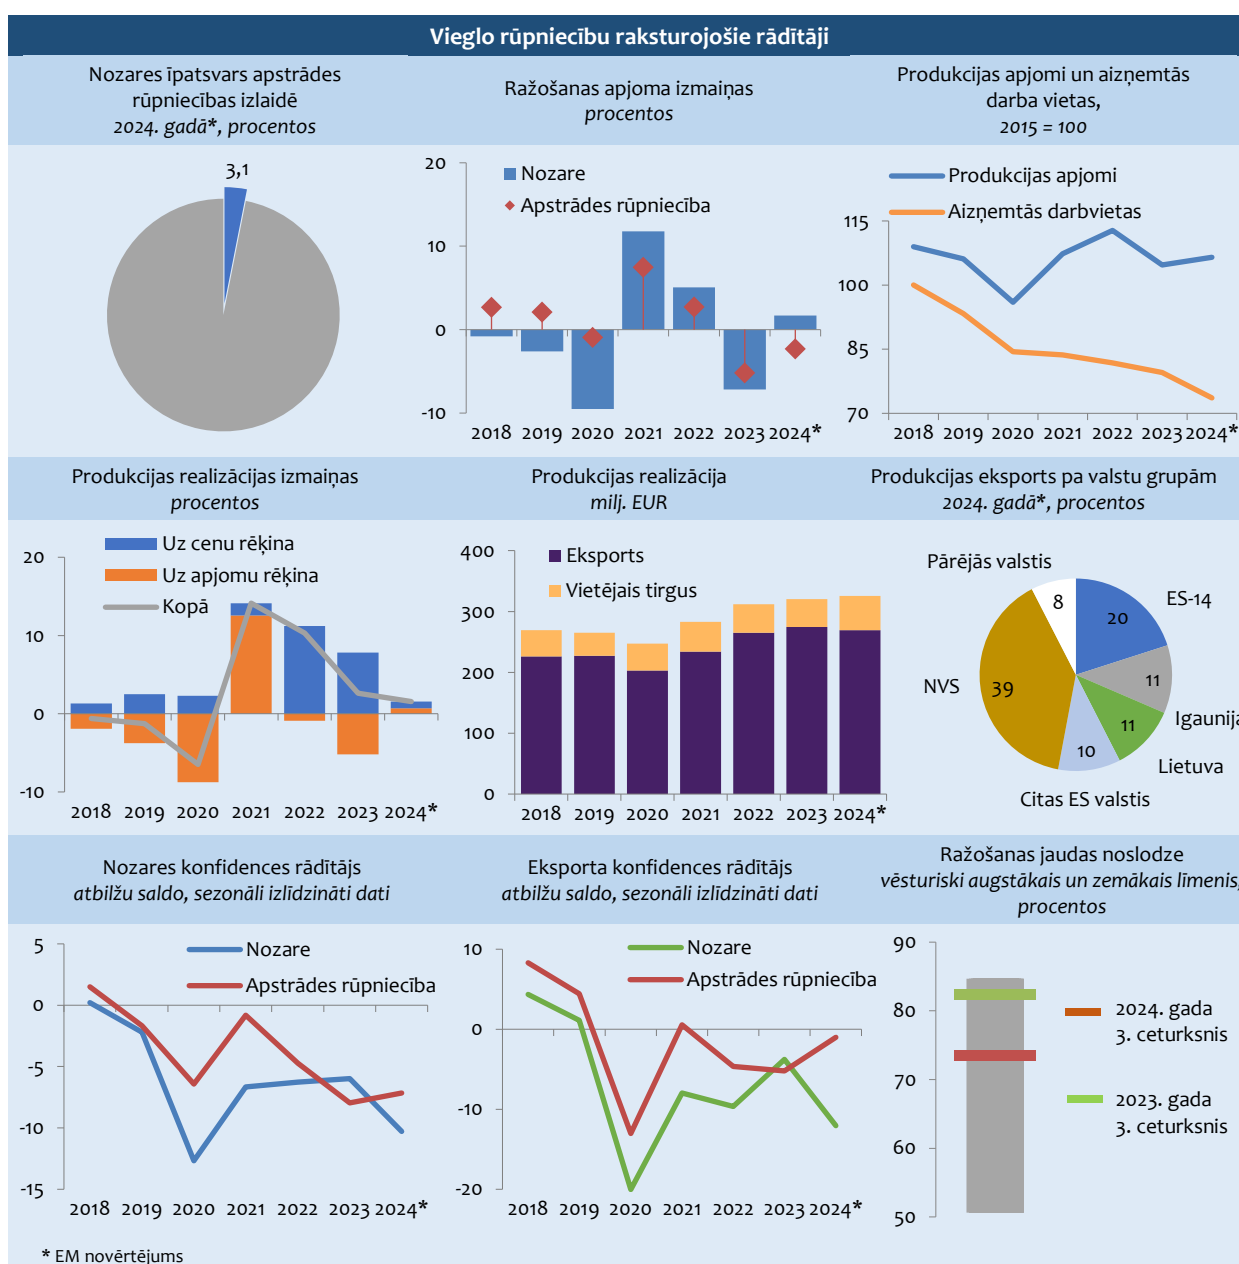 Vieglo rūpniecību raksturojošie rādītāji
Nozares īpatsvars apstrādes
rūpniecības izlaidē
2024. gadā*, procentos
3,1
Ražošanas apjoma izmaiņas
procentos
20
10
0
-10
Nozare
Apstrādes rūpniecība
2018 2019 2020 2021 2022 2023 2024*
Produkcijas apjomi un aizņemtās
darba vietas,
2015 = 100
Produkcijas apjomi
Aizņemtās darbvietas
115
100
85
70
2018 2019 2020 2021 2022 2023 2024*
Produkcijas realizācijas izmaiņas
procentos
Uz cenu rēķina
Uz apjomu rēķina
Kopā
20
10
0
-10
2018 2019 2020 2021 2022 2023 2024*
Produkcijas realizācija
milj. EUR
400
300
200
100
0
Eksports
Vietējais tirgus
2018 2019 2020 2021 2022 2023 2024*
Produkcijas eksports pa valstu grupām
2024. gadā*, procentos
Pārējās valstis
8
ES-14
20
NVS
39
11
Igaunija
11
Lietuva
10
Citas ES valstis
Nozares konfidences rādītājs
atbilžu saldo, sezonāli izlīdzināti dati
5
0
-5
-10
-15
Nozare
Apstrādes rūpniecība
2018 2019 2020 2021 2022 2023 2024*
Eksporta konfidences rādītājs
atbilžu saldo, sezonāli izlīdzināti dati
10
0
-10
-20
Nozare
Apstrādes rūpniecība
2018 2019 2020 2021 2022 2023 2024*
Ražošanas jaudas noslodze
vēsturiski augstākais un zemākais līmenis,
procentos
90
80
70
60
50
2024. gada
3. ceturksnis
2023. gada
3. ceturksnis
* EM novērtējums